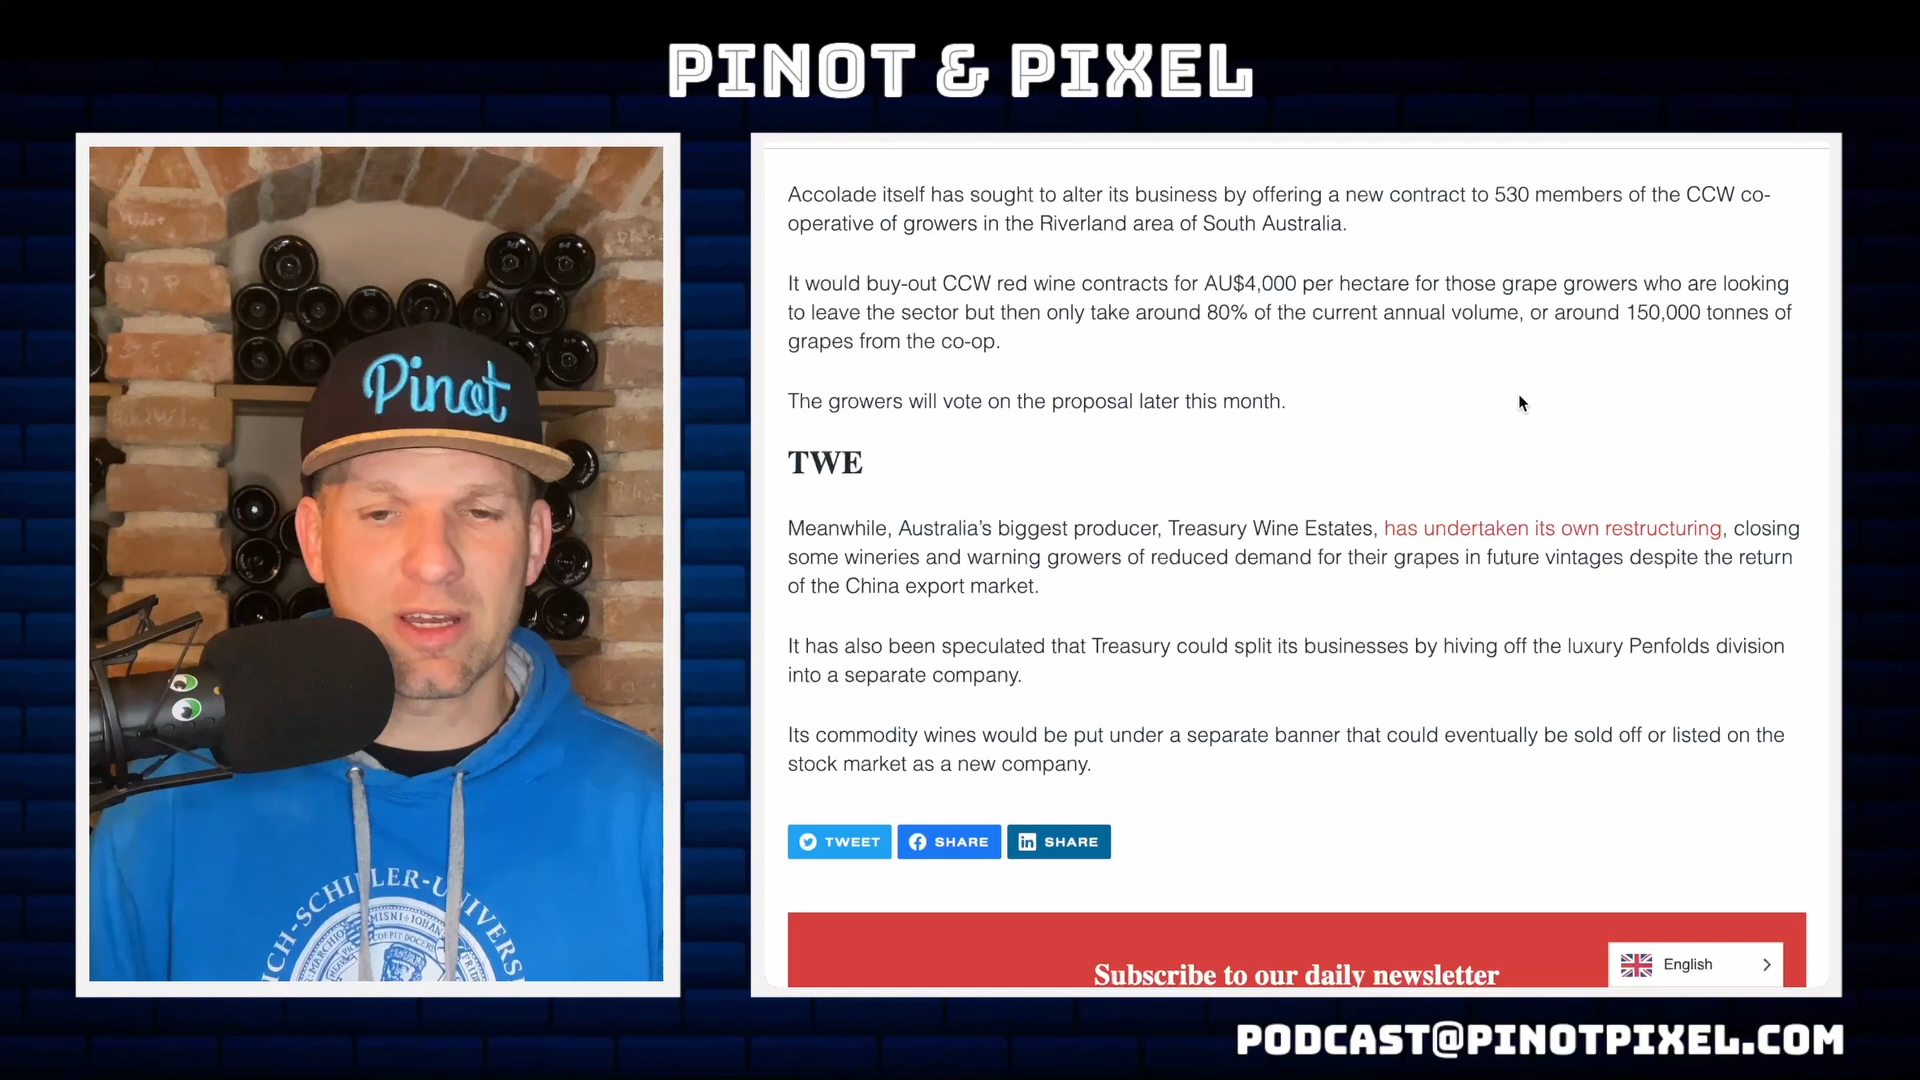 PINOT & PIXEL
Pinot
ICH-SCHILLER-UNIVERSI
MISNI
IOHAN
COEPIT DOCERE
Accolade itself has sought to alter its business by offering a new contract to 530 members of the CCW co-
operative of growers in the Riverland area of South Australia.
It would buy-out CCW red wine contracts for AU$4,000 per hectare for those grape growers who are looking
to leave the sector but then only take around 80% of the current annual volume, or around 150,000 tonnes of
grapes from the co-op.
The growers will vote on the proposal later this month.
TWE
Meanwhile, Australia’s biggest producer, Treasury Wine Estates, has undertaken its own restructuring, closing
some wineries and warning growers of reduced demand for their grapes in future vintages despite the return
of the China export market.
It has also been speculated that Treasury could split its businesses by hiving off the luxury Penfolds division
into a separate company.
Its commodity wines would be put under a separate banner that could eventually be sold off or listed on the
stock market as a new company.
TWEET SHARE SHARE
Subscribe to our daily newsletter
English
PODCAST@PINOTPIXEL.COM